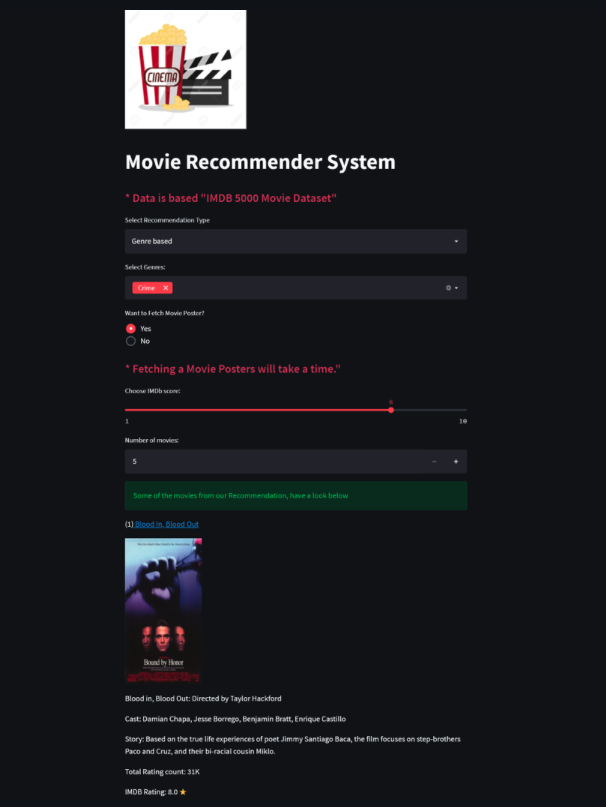 CINEMA
Movie Recommender System
* Data is based "IMDB 5000 Movie Dataset"
Select Recommendation Type
Genre based
Select Genres:
Crime
Want to Fetch Movie Poster?
Yes
No
* Fetching a Movie Posters will take a time."
Choose IMDb score:
8
1 10
Number of movies:
5 − +
Some of the movies from our Recommendation, have a look below
(1) Blood In, Blood Out
Bound by Honor
Blood in, Blood Out: Directed by Taylor Hackford
Cast: Damian Chapa, Jesse Borrego, Benjamin Bratt, Enrique Castillo
Story: Based on the true life experiences of poet Jimmy Santiago Baca, the film focuses on step-brothers
Paco and Cruz, and their bi-racial cousin Miklo.
Total Rating count: 31K
IMDB Rating: 8.0 ⭐